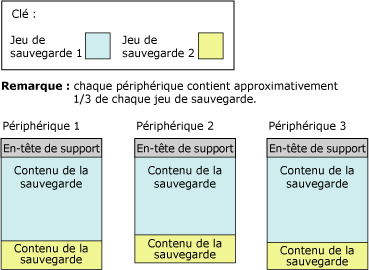 Clé :
Jeu de
sauvegarde 1
Jeu de
sauvegarde 2
Remarque : chaque périphérique contient approximativement
1/3 de chaque jeu de sauvegarde.
Périphérique 1
Périphérique 2
Périphérique 3
En-tête de support
En-tête de support
En-tête de support
Contenu de la
sauvegarde
Contenu de la
sauvegarde
Contenu de la
sauvegarde
Contenu de la
sauvegarde
Contenu de la
sauvegarde
Contenu de la
sauvegarde